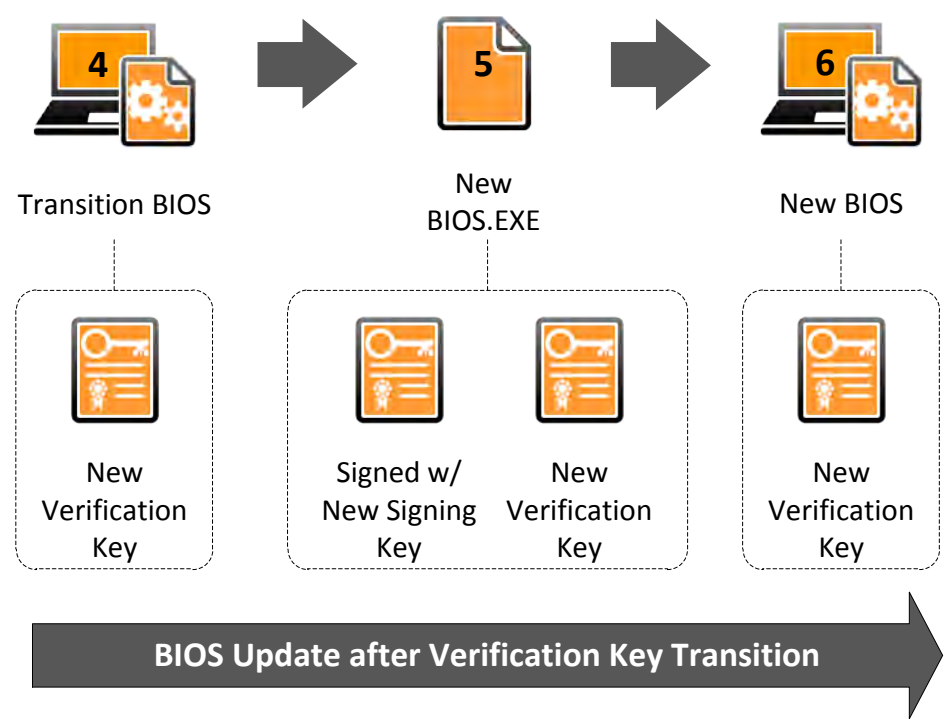 4
5
6
Transition BIOS
New
BIOS.EXE
New BIOS
New
Verification
Key
Signed w/
New Signing
Key
New
Verification
Key
New
Verification
Key
BIOS Update after Verification Key Transition